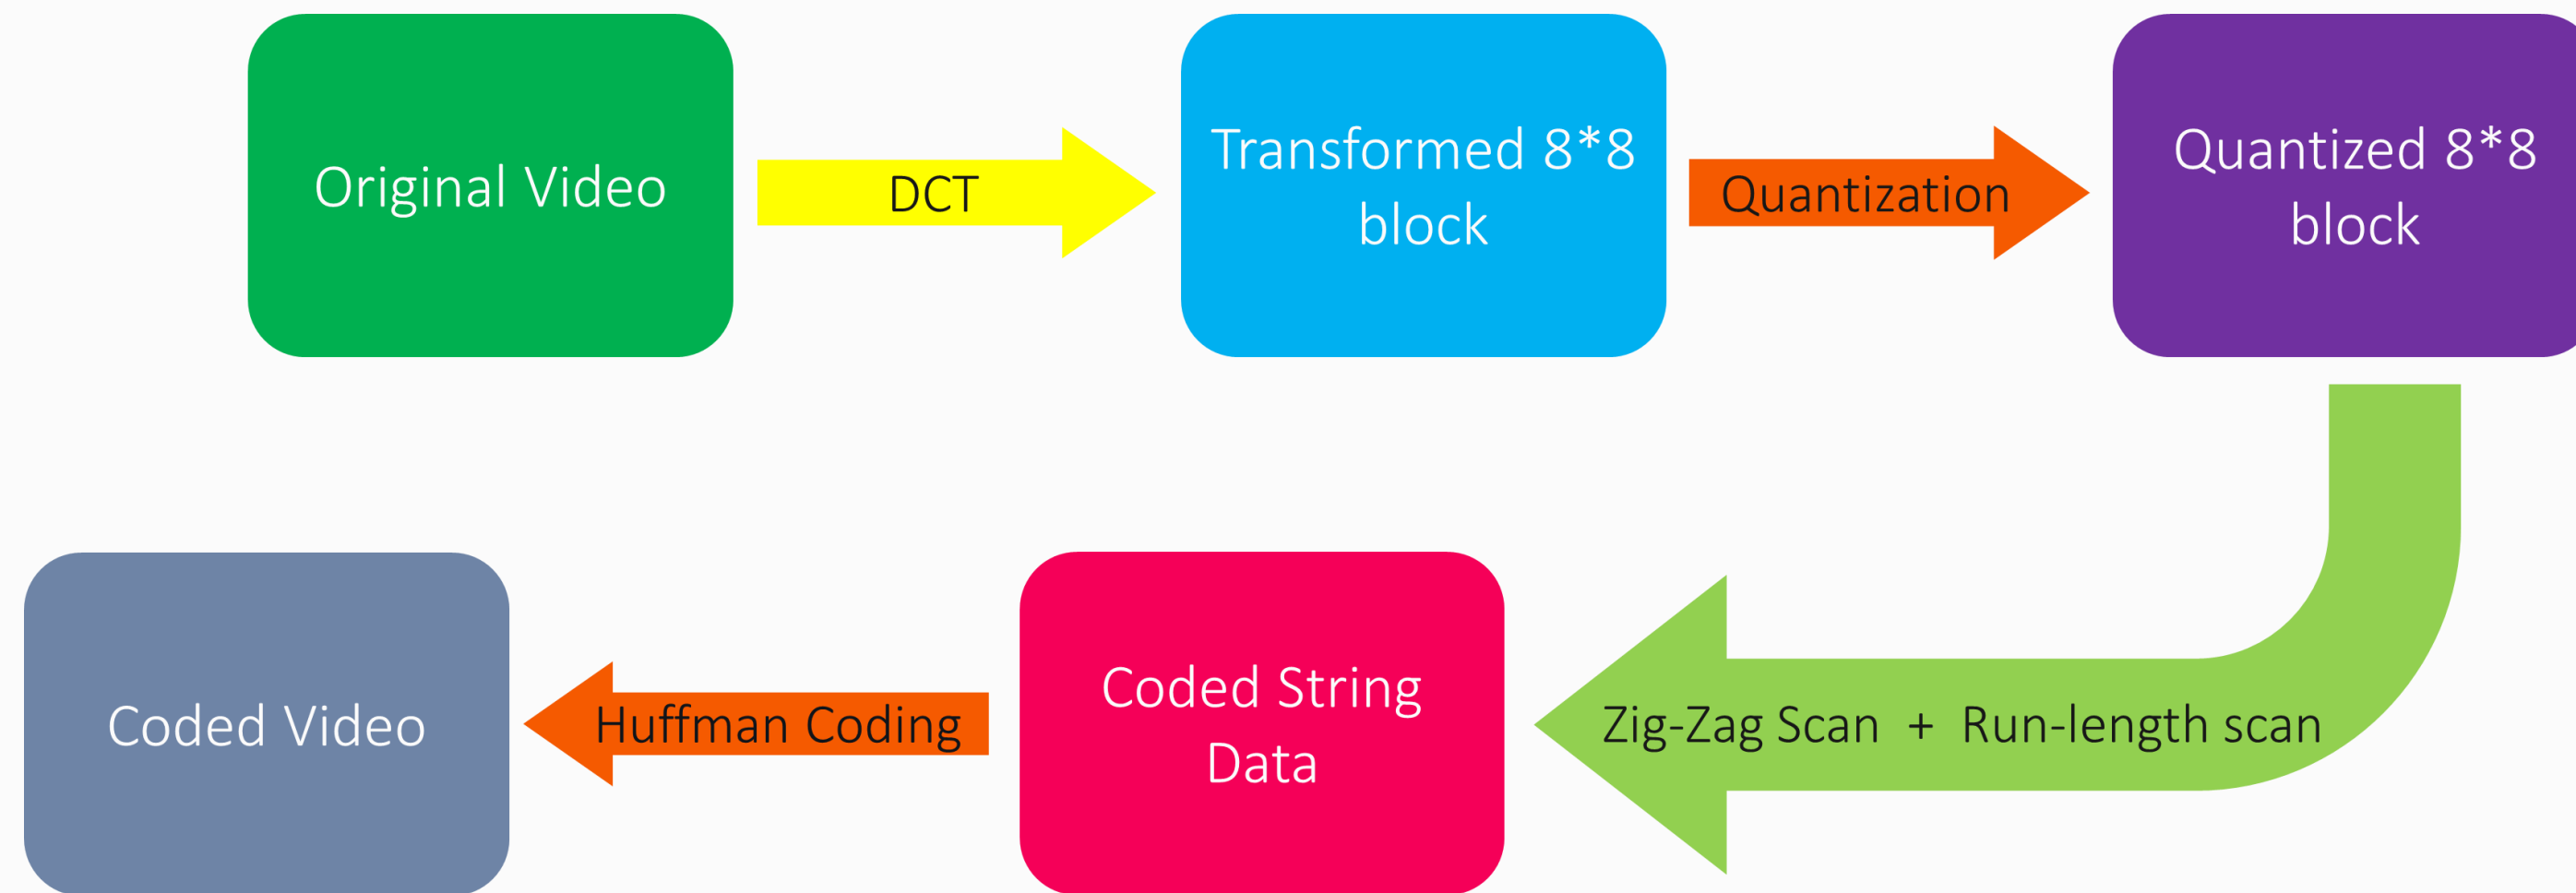 Original Video
DCT
Transformed 8*8
block
Quantization
Quantized 8*8
block
Zig-Zag Scan + Run-length scan
Coded String
Data
Huffman Coding
Coded Video